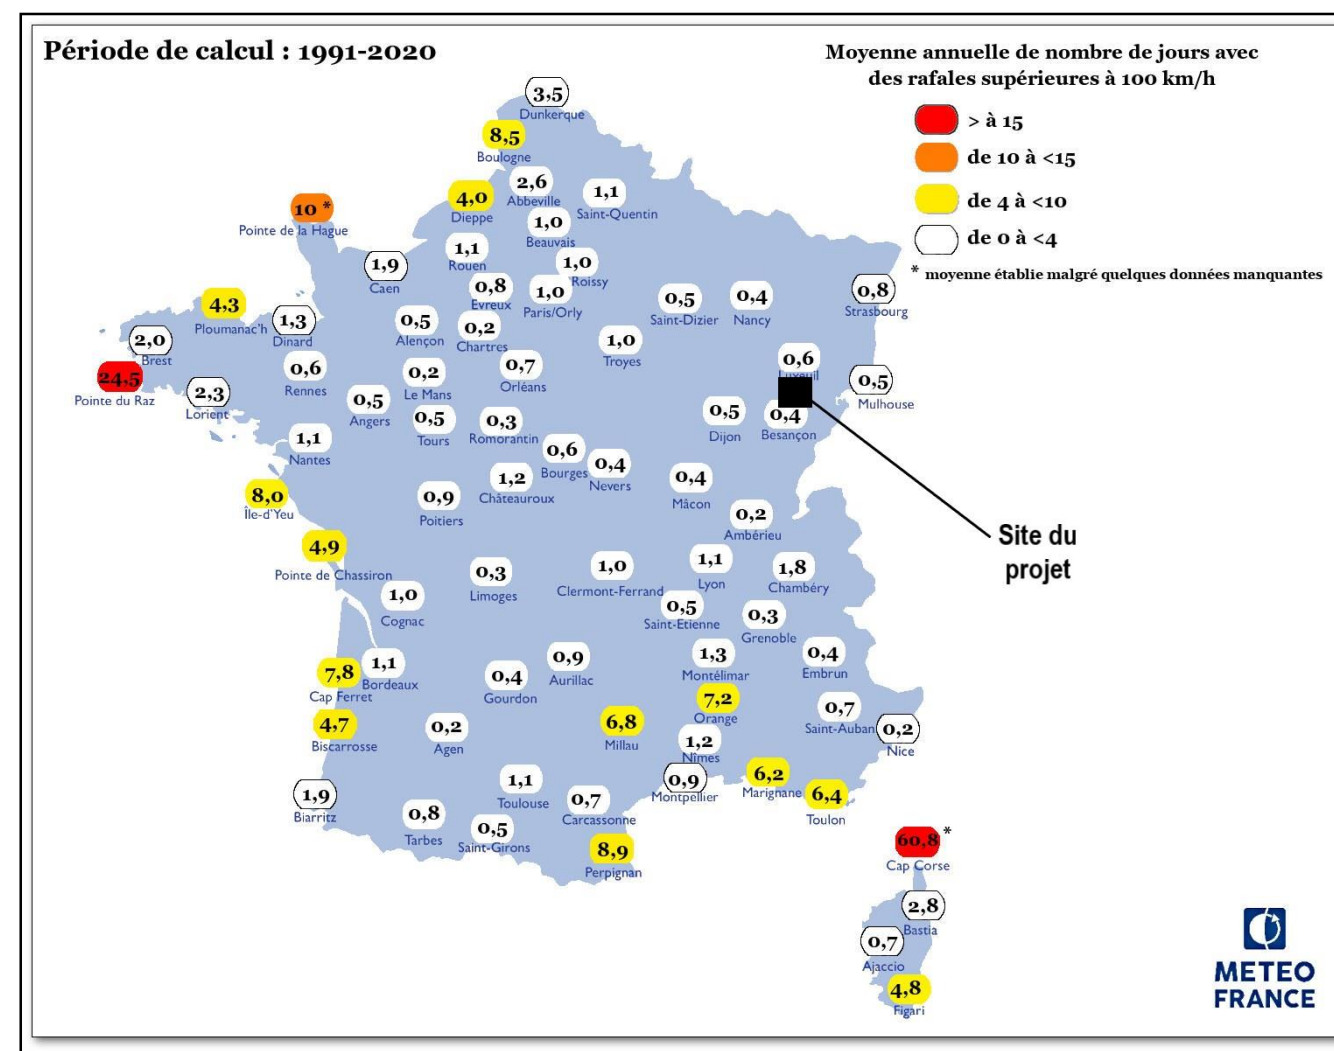 Période de calcul : 1991-2020
Moyenne annuelle de nombre de jours avec
des rafales supérieures à 100 km/h
> à 15
de 10 à <15
de 4 à <10
de 0 à <4
* moyenne établie malgré quelques données manquantes
3,5
Dunkerque
8,5
Boulogne
2,6
Abbeville
4,0
Dieppe
1,1
Saint-Quentin
10 *
Pointe de la Hague
1,0
Beauvais
1,1
Rouen
1,9
Caen
1,0
Roissy
0,8
Evreux
1,0
Paris/Orly
0,5
Saint-Dizier
0,4
Nancy
0,8
Strasbourg
4,3
Ploumanac'h
1,3
Dinard
0,5
Alençon
0,2
Chartres
1,0
Troyes
2,0
Brest
0,6
Luxeuil
24,5
Pointe du Raz
0,6
Rennes
0,2
Le Mans
0,7
Orléans
0,5
Mulhouse
2,3
Lorient
0,5
Angers
0,5
Tours
0,3
Romorantin
0,5
Dijon
0,4
Besançon
1,1
Nantes
0,6
Bourges
0,4
Nevers
1,2
Châteauroux
0,4
Mâcon
8,0
Île-d'Yeu
0,9
Poitiers
0,2
Ambérieu
Site du
projet
4,9
Pointe de Chassiron
0,3
Limoges
1,0
Clermont-Ferrand
1,1
Lyon
1,8
Chambéry
1,0
Cognac
0,5
Saint-Etienne
0,3
Grenoble
7,8
Cap Ferret
1,1
Bordeaux
0,4
Gourdon
0,9
Aurillac
1,3
Montélimar
0,4
Embrun
7,2
Orange
4,7
Biscarrosse
0,2
Agen
6,8
Millau
1,2
Nîmes
0,7
Saint-Auban
0,2
Nice
1,9
Biarritz
1,1
Toulouse
0,9
Montpellier
6,2
Marignane
6,4
Toulon
0,8
Tarbes
0,5
Saint-Girons
0,7
Carcassonne
8,9
Perpignan
60,8 *
Cap Corse
2,8
Bastia
0,7
Ajaccio
4,8
Figari
METEO
FRANCE